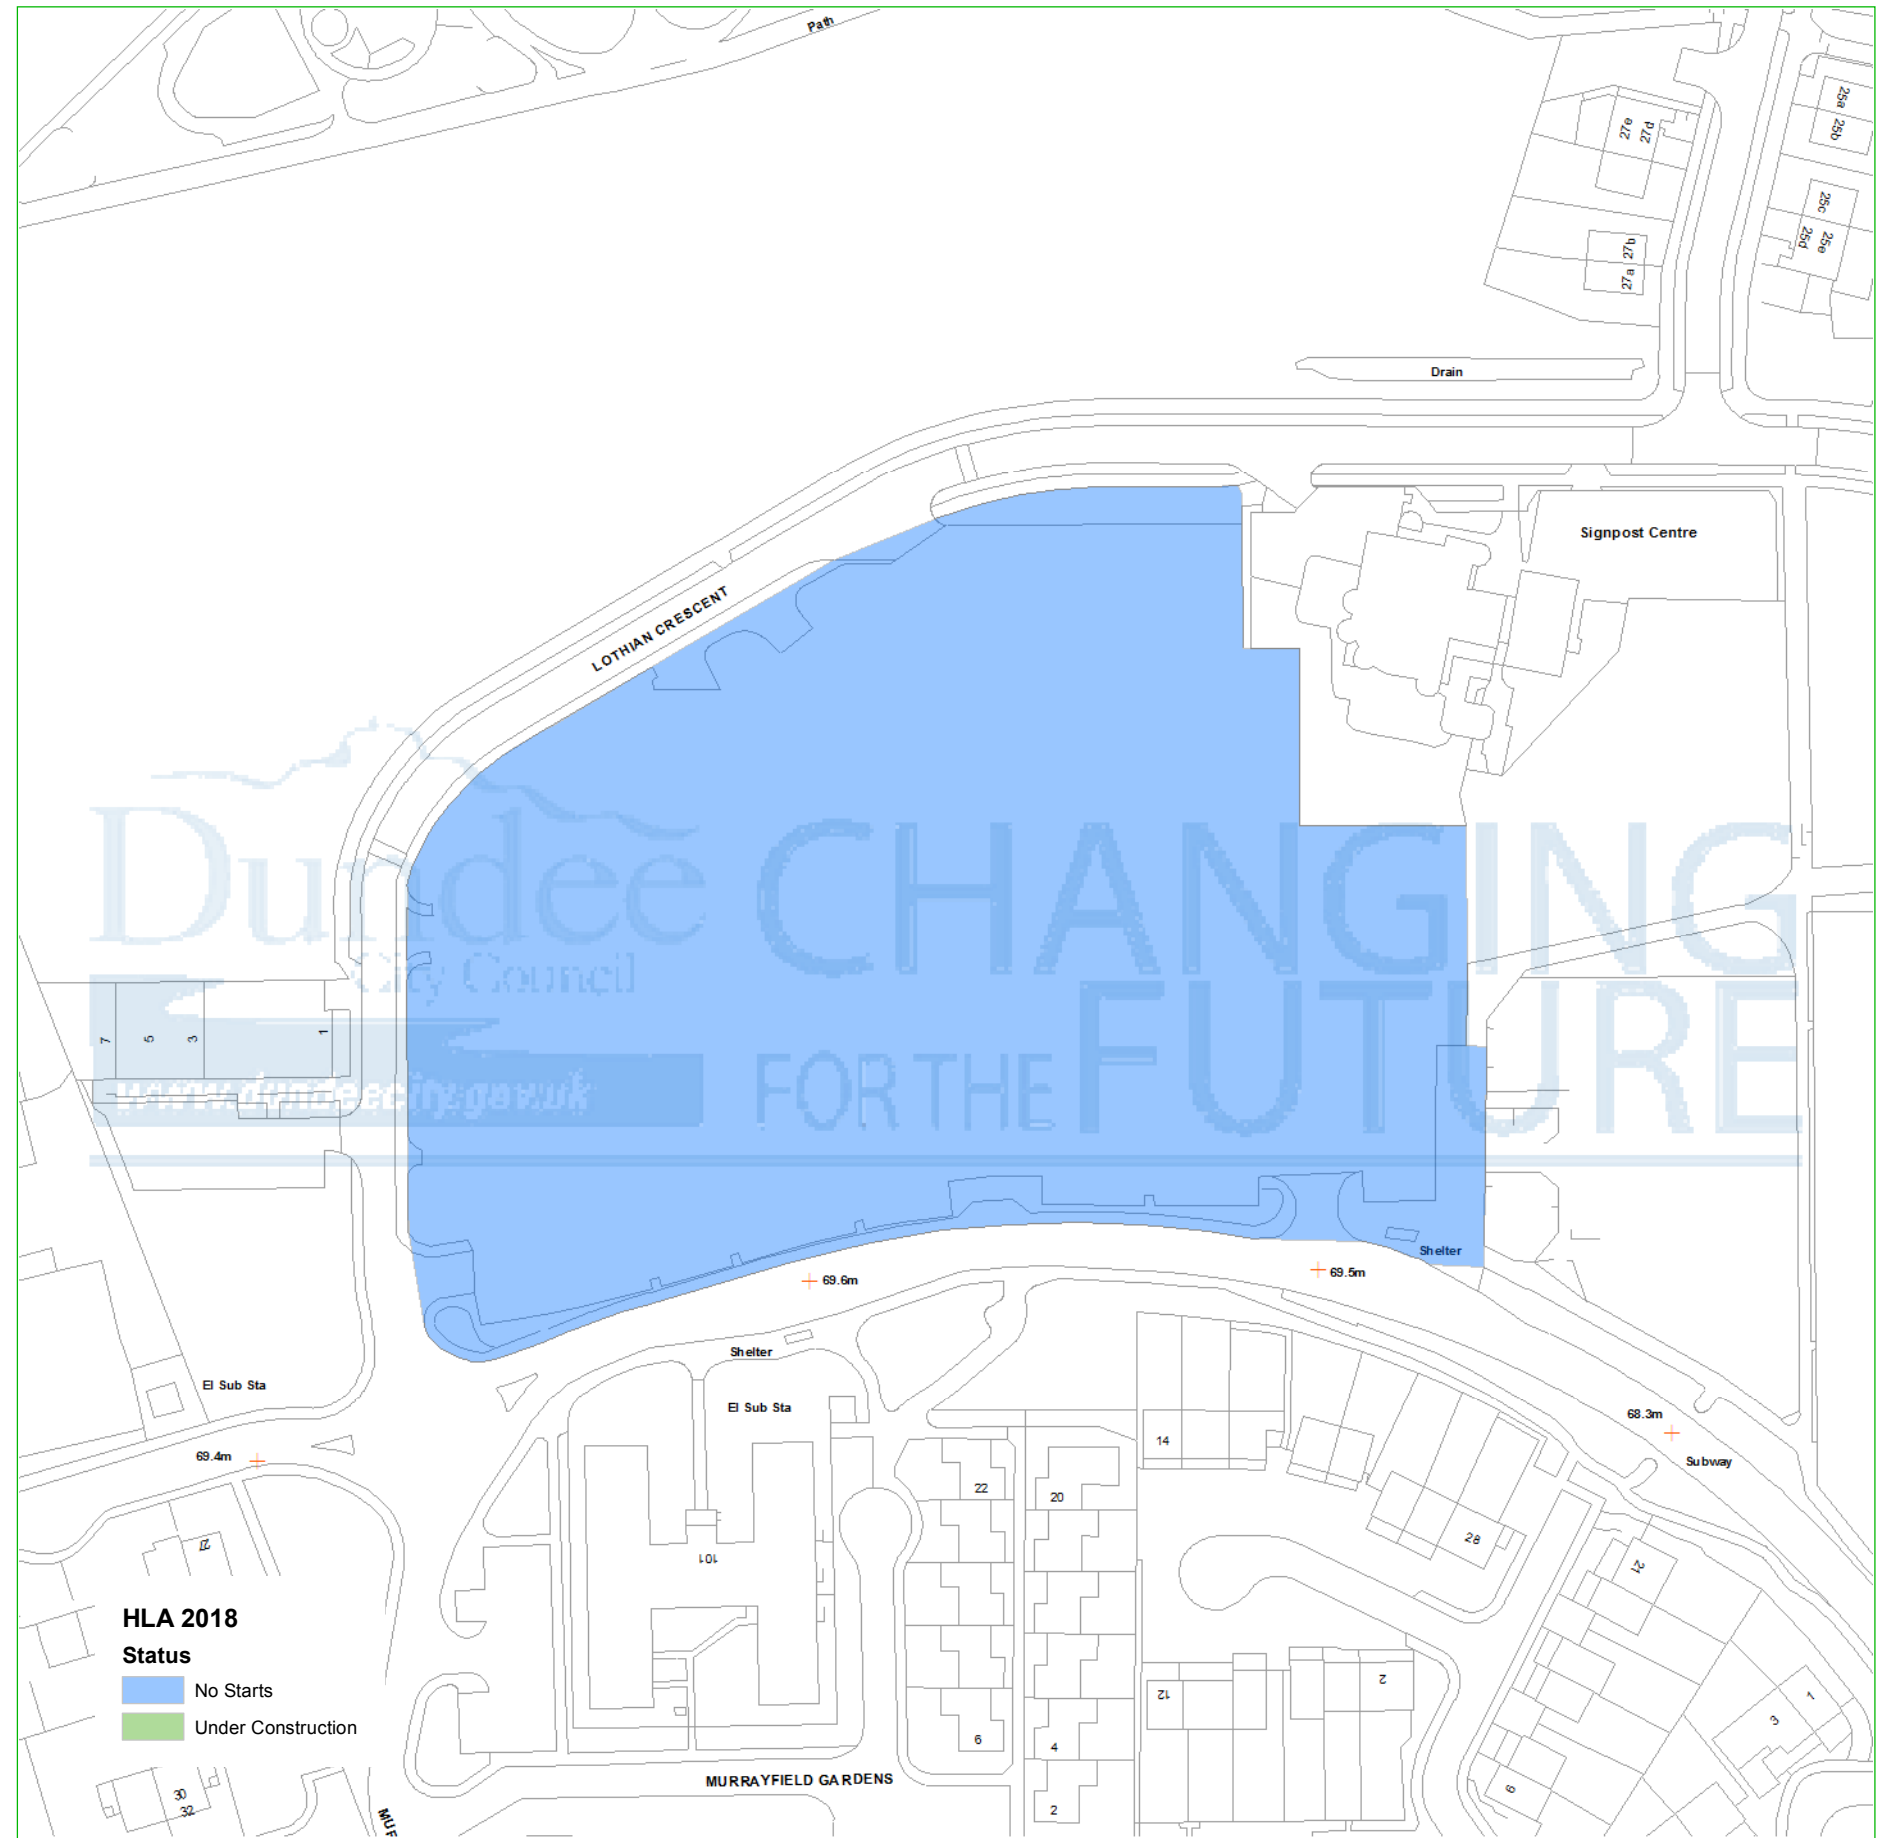 Path
25a
25b
27e
27d
25c
25d
25e
27b
27a
Drain
Signpost Centre
LOTHIAN CRESCENT
Dundee
City Council
www.dundeecity.gov.uk
CHANGING
FOR THE FUTURE
7
5
3
1
Shelter
69.6m
69.5m
Shelter
El Sub Sta
El Sub Sta
69.4m
68.3m
Subway
14
22
20
28
21
27
101
HLA 2018
Status
No Starts
Under Construction
12
2
1
3
6
4
9
MURRAYFIELD GARDENS
30
32
2
MUR